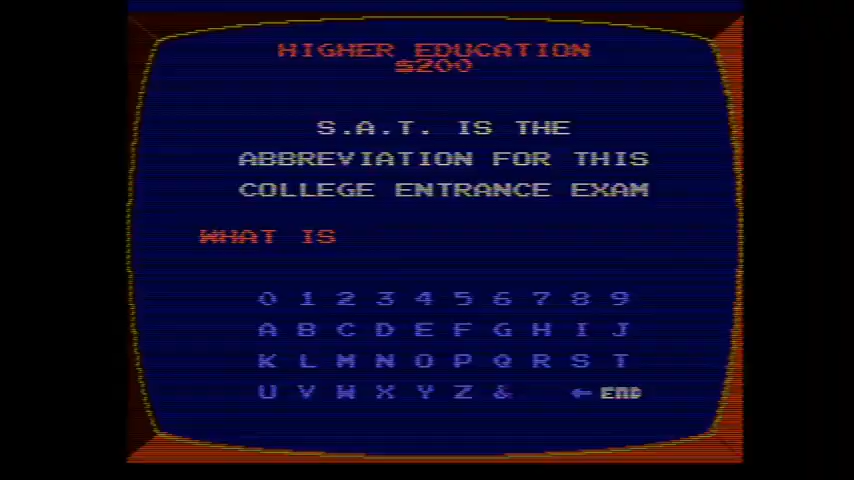 HIGHER EDUCATION
$200
S.A.T. IS THE
ABBREVIATION FOR THIS
COLLEGE ENTRANCE EXAM
WHAT IS
0 1 2 3 4 5 6 7 8 9
A B C D E F G H I J
K L M N O P Q R S T
U V W X Y Z & ← END